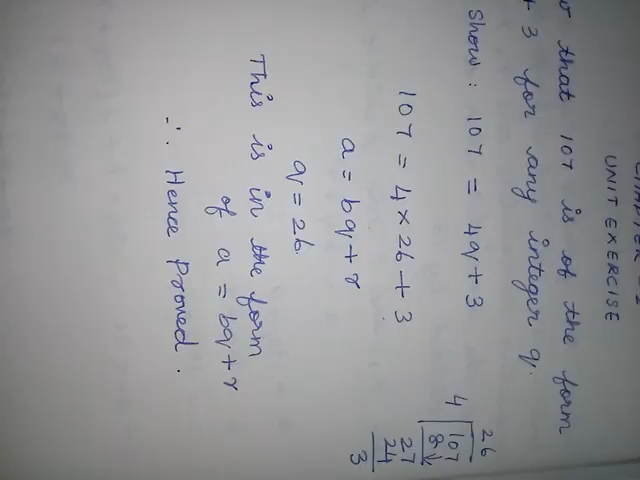 UNIT EXERCISE
that 107 is of the form
+ 3 for any integer q.
Show : 107 = 4q + 3
107 = 4 × 26 + 3
a = bq + r
q = 26.
This is in the form
of a = bq + r
∴ Hence Proved .
26
4 107
8↓
27
24
3